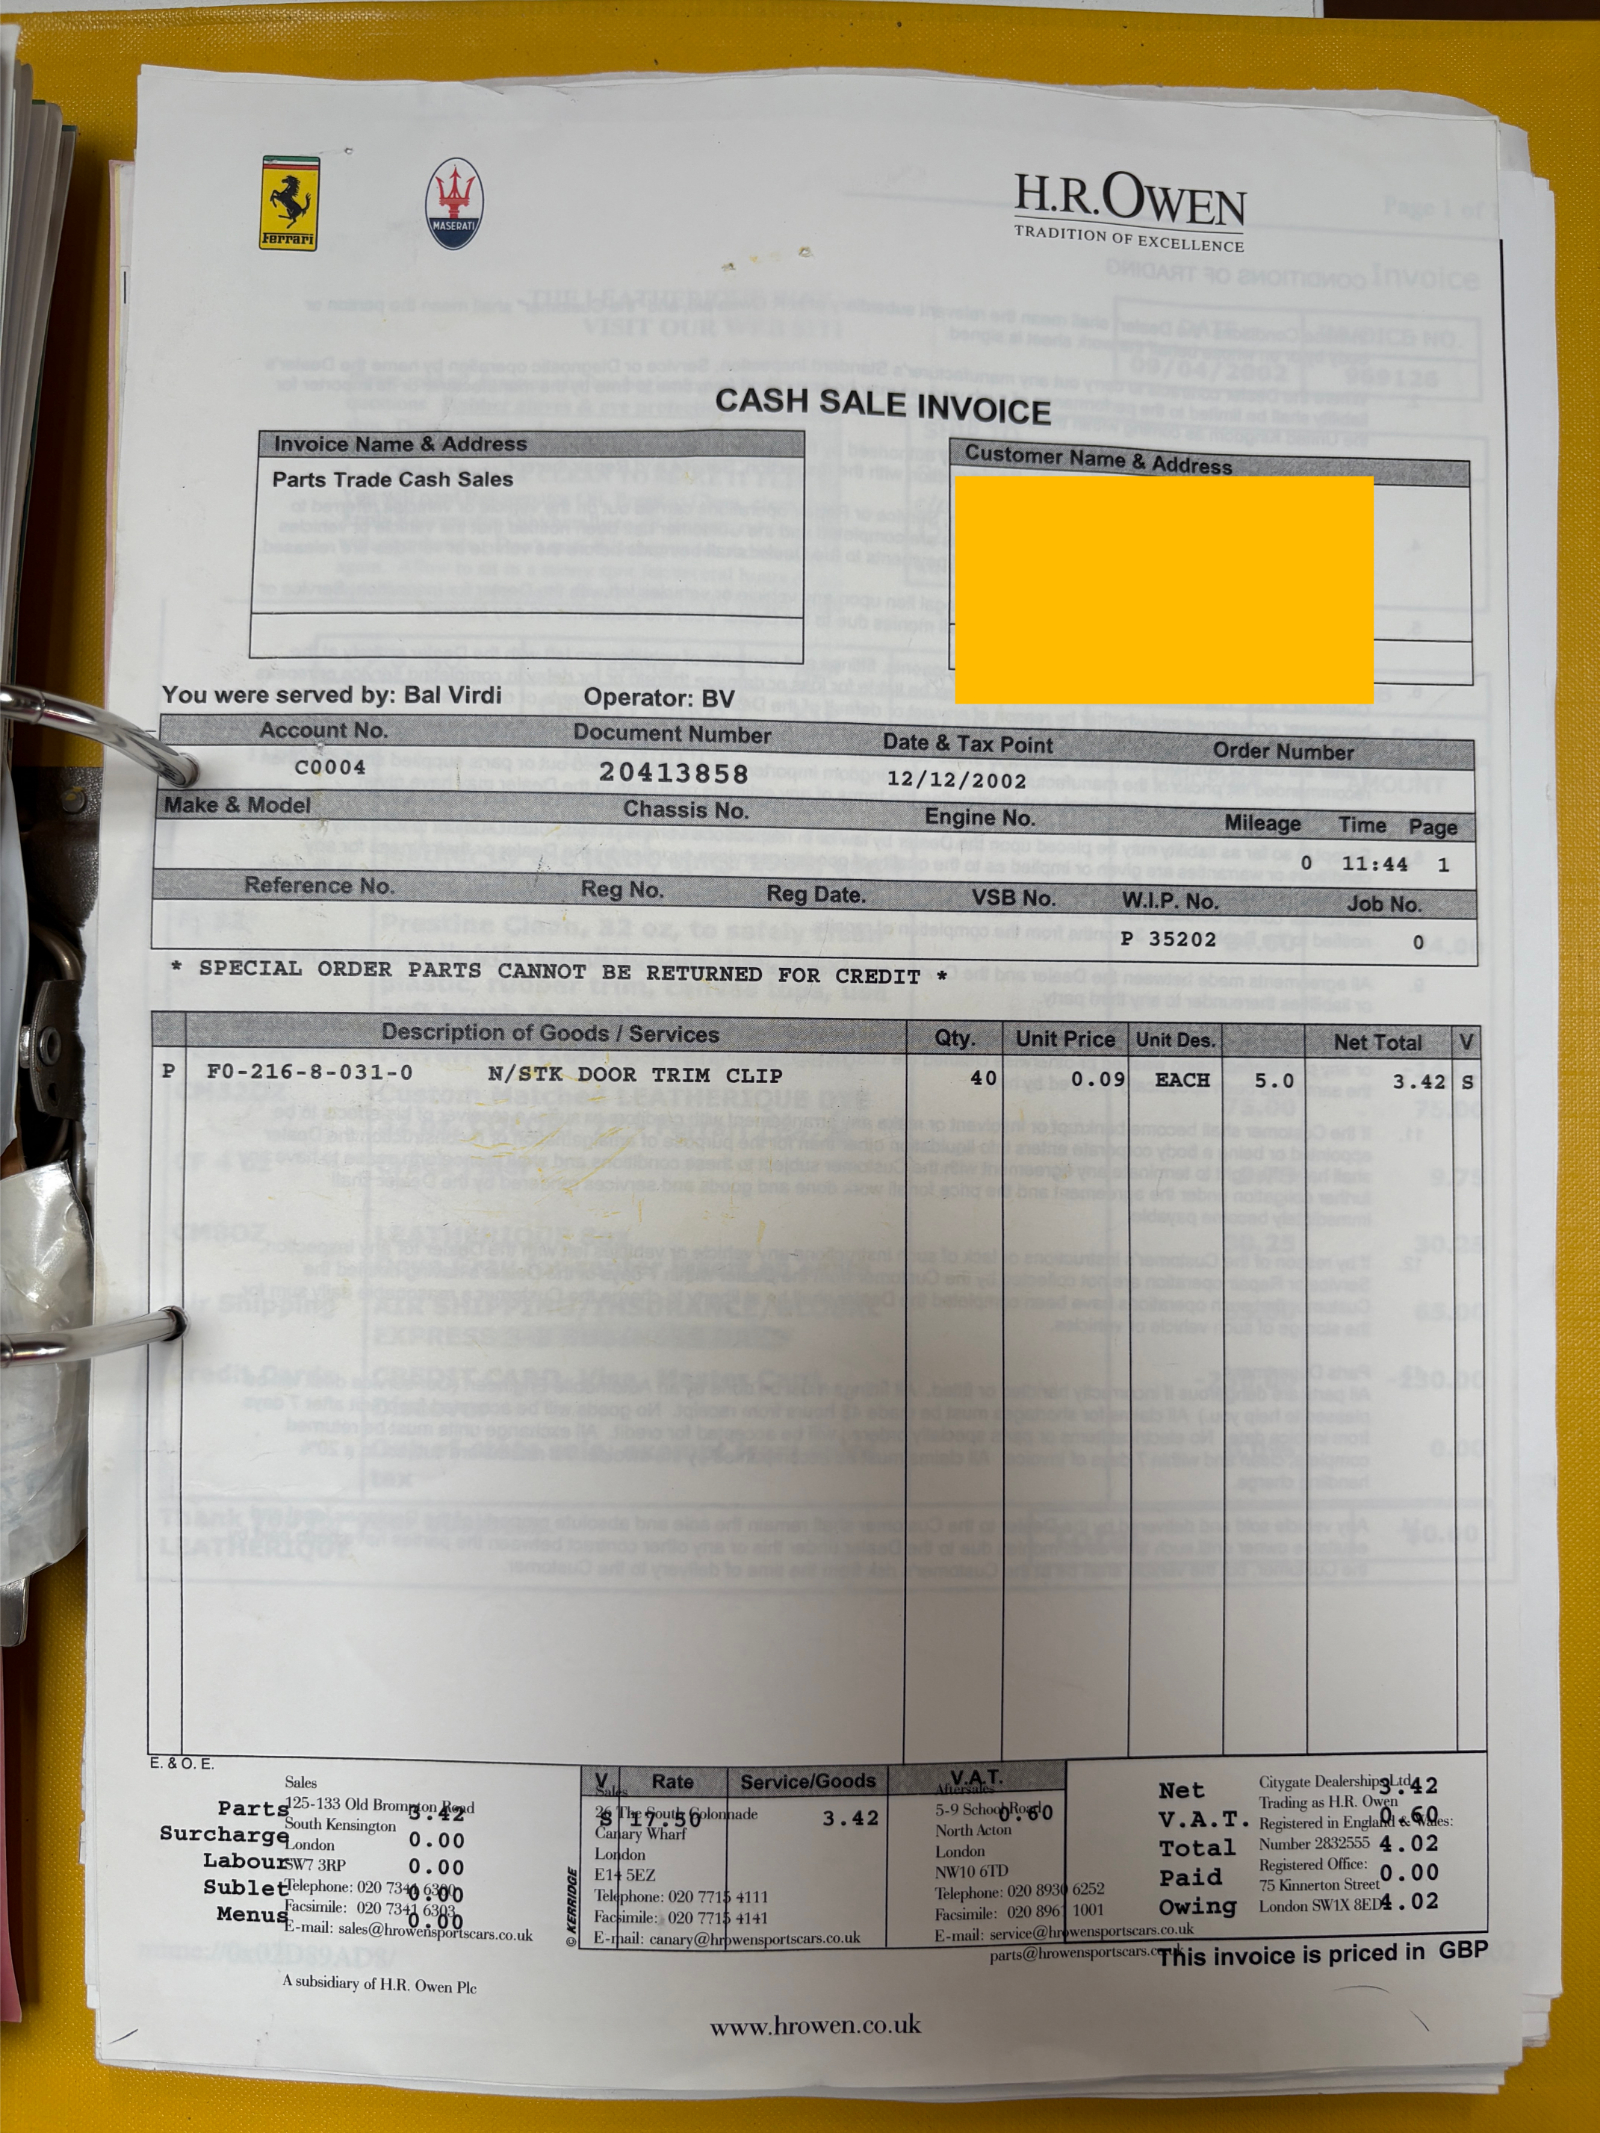 Ferrari
MASERATI
H.R. OWEN
TRADITION OF EXCELLENCE
CASH SALE INVOICE
Invoice Name & Address
Parts Trade Cash Sales
Customer Name & Address
You were served by: Bal Virdi Operator: BV
Account No. Document Number Date & Tax Point Order Number
C0004 20413858 12/12/2002
Make & Model Chassis No. Engine No. Mileage Time Page
0 11:44 1
Reference No. Reg No. Reg Date. VSB No. W.I.P. No. Job No.
P 35202 0
* SPECIAL ORDER PARTS CANNOT BE RETURNED FOR CREDIT *
Description of Goods / Services Qty. Unit Price Unit Des. Net Total V
P F0-216-8-031-0 N/STK DOOR TRIM CLIP 40 0.09 EACH 5.0 3.42 S
E. & O. E.
Parts 3.42
Surcharge 0.00
Labour 0.00
Sublet 0.00
Menus 0.00
Sales
125-133 Old Brompton Road
South Kensington
London
SW7 3RP
Telephone: 020 7341 6300
Facsimile: 020 7341 6303
E-mail: sales@hrowensportscars.co.uk
A subsidiary of H.R. Owen Plc
© KERRIDGE
V Rate Service/Goods V.A.T.
S 17.50 3.42 0.60
Sales
26 The South Colonnade
Canary Wharf
London
E14 5EZ
Telephone: 020 7715 4111
Facsimile: 020 7715 4141
E-mail: canary@hrowensportscars.co.uk
Aftersales
5-9 School Road
North Acton
London
NW10 6TD
Telephone: 020 8930 6252
Facsimile: 020 8961 1001
E-mail: service@hrowensportscars.co.uk
parts@hrowensportscars.co.uk
Net 3.42
V.A.T. 0.60
Total 4.02
Paid 0.00
Owing 4.02
Citygate Dealerships Ltd
Trading as H.R. Owen
Registered in England & Wales:
Number 2832555
Registered Office:
75 Kinnerton Street
London SW1X 8ED
This invoice is priced in GBP
www.hrowen.co.uk